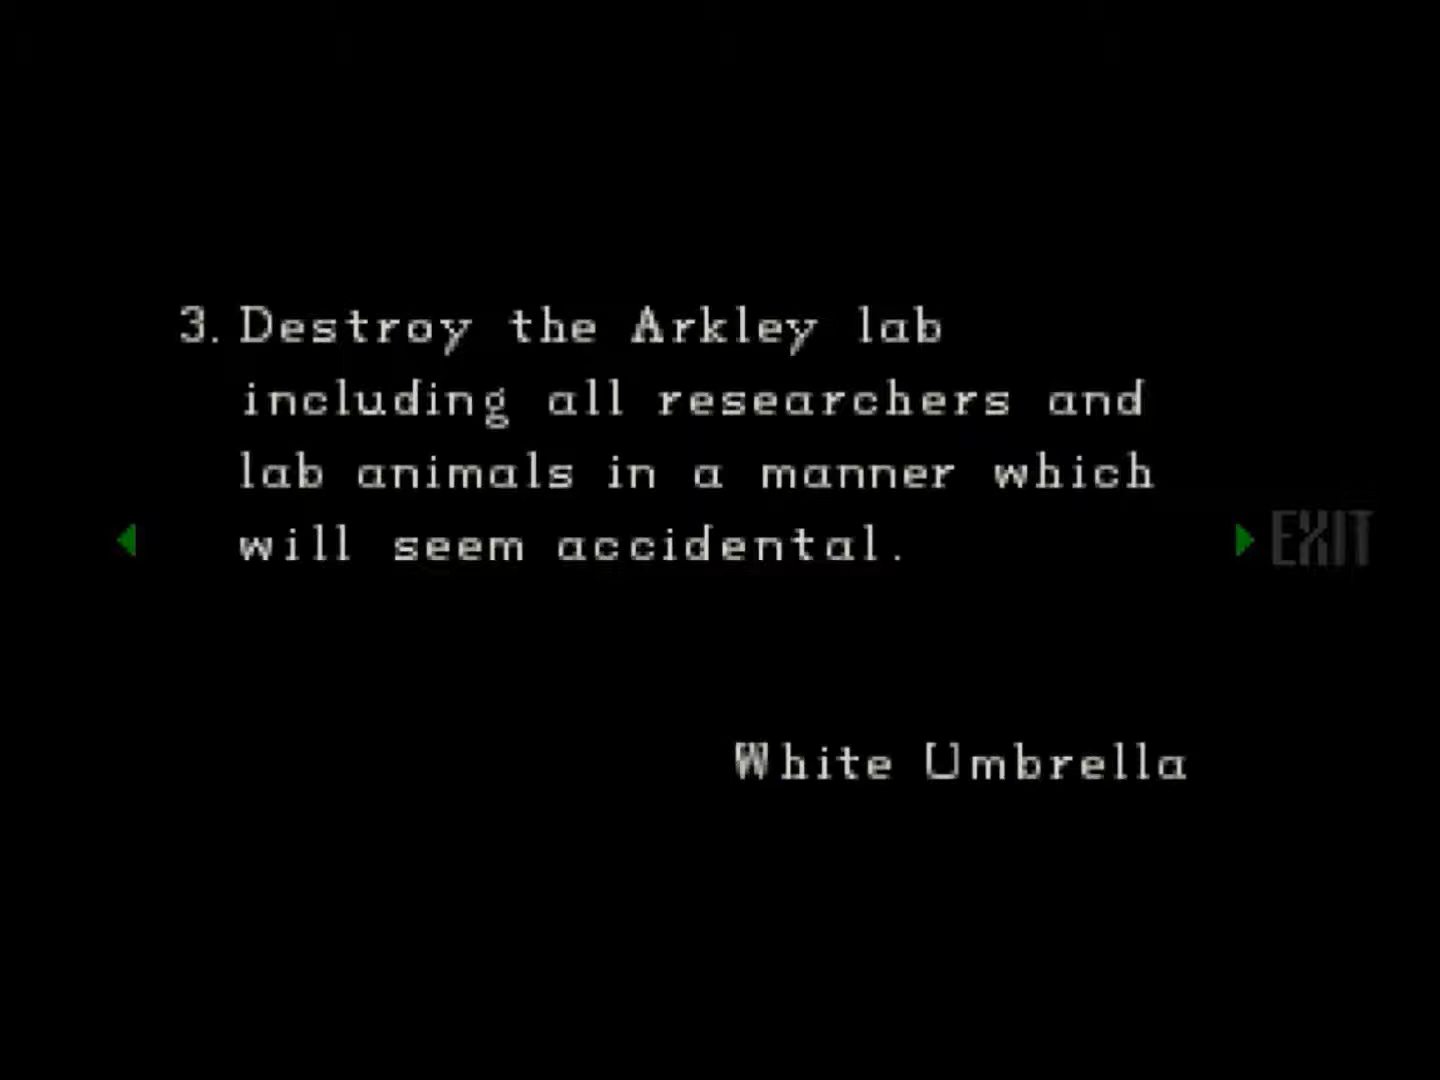 3. Destroy the Arkley lab
including all researchers and
lab animals in a manner which
will seem accidental.
EXIT
White Umbrella